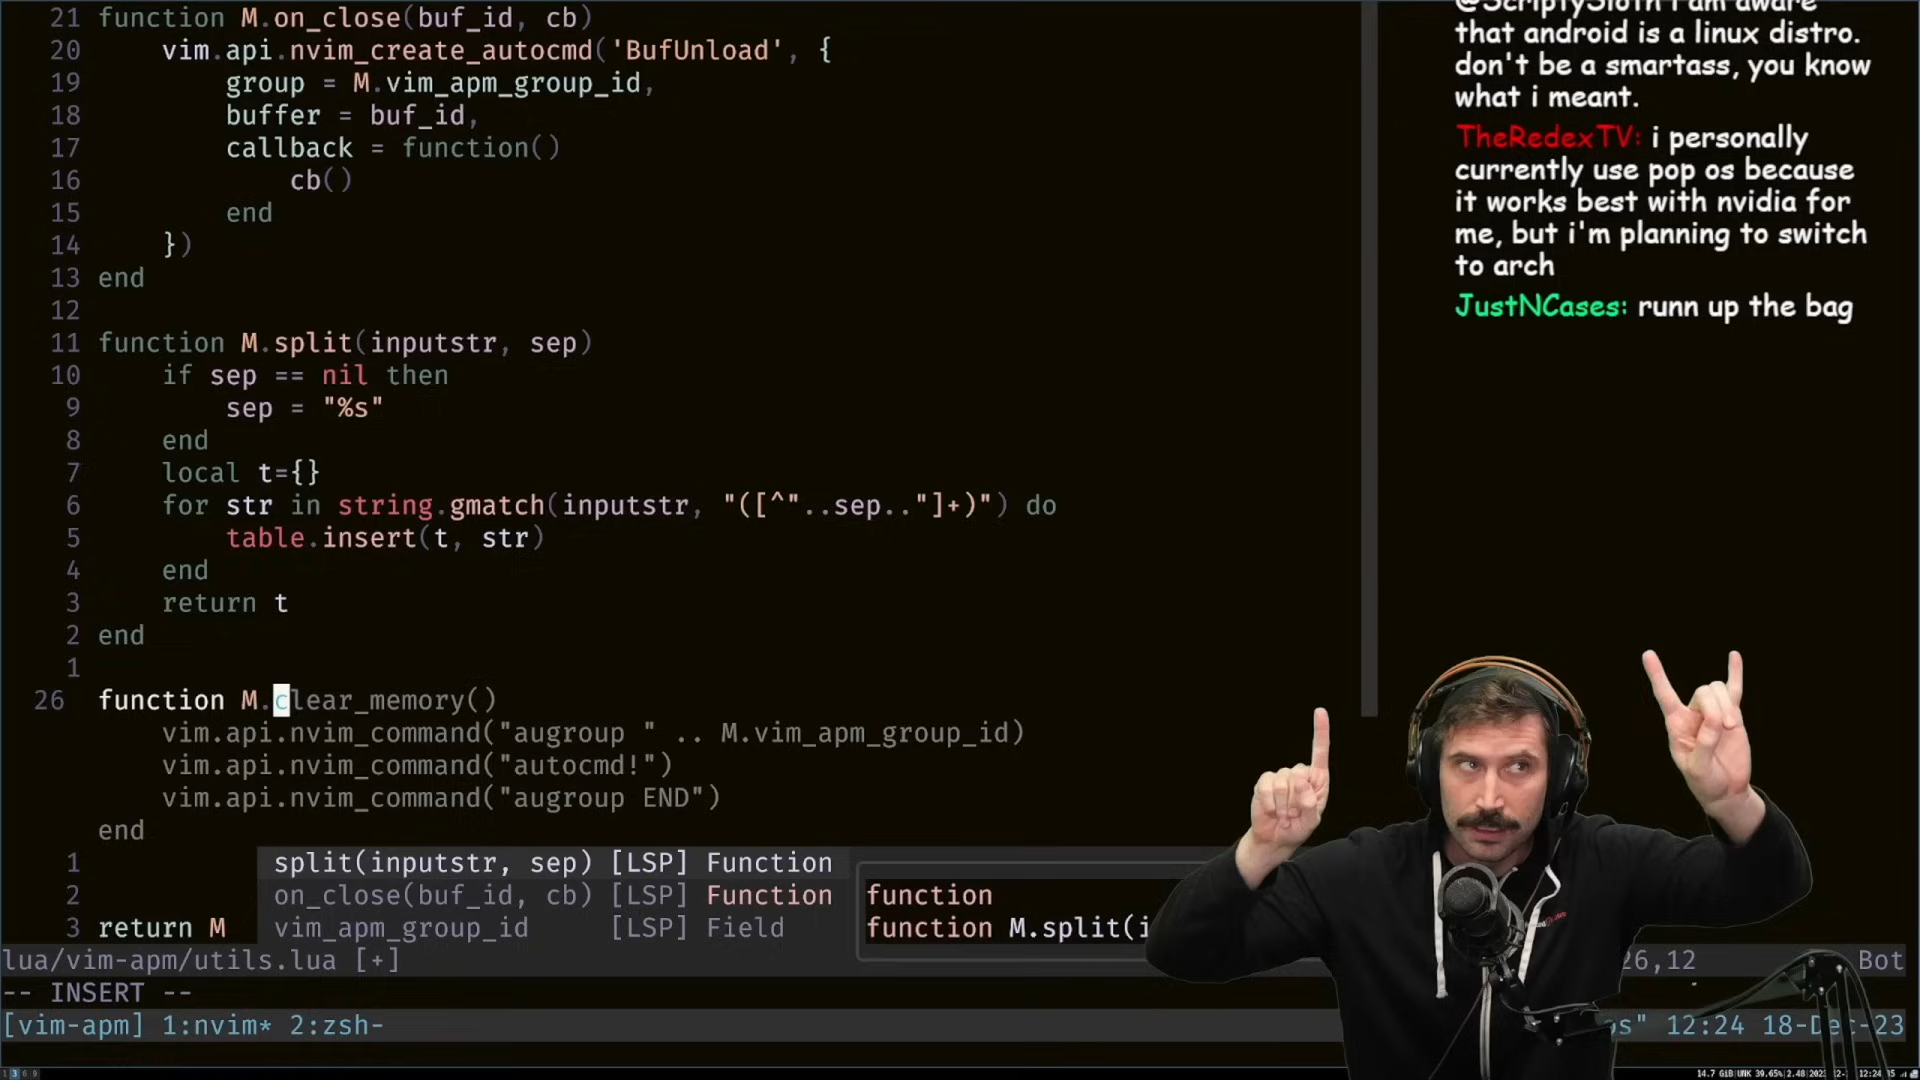 21 function M.on_close(buf_id, cb)
20 vim.api.nvim_create_autocmd('BufUnload', {
19 group = M.vim_apm_group_id,
18 buffer = buf_id,
17 callback = function()
16 cb()
15 end
14 })
13 end
12
11 function M.split(inputstr, sep)
10 if sep == nil then
9 sep = "%s"
8 end
7 local t={}
6 for str in string.gmatch(inputstr, "([^"..sep.."]+)") do
5 table.insert(t, str)
4 end
3 return t
2 end
1
26 function M.clear_memory()
vim.api.nvim_command("augroup " .. M.vim_apm_group_id)
vim.api.nvim_command("autocmd!")
vim.api.nvim_command("augroup END")
end
1 split(inputstr, sep) [LSP] Function
2 on_close(buf_id, cb) [LSP] Function function
3 return M vim_apm_group_id [LSP] Field function M.split(i
lua/vim-apm/utils.lua [+] 26,12 Bot
-- INSERT --
[vim-apm] 1:nvim* 2:zsh- 12:24 18-Dec-23
@ScriptySloth i am aware
that android is a linux distro.
don't be a smartass, you know
what i meant.
TheRedexTV: i personally
currently use pop os because
it works best with nvidia for
me, but i'm planning to switch
to arch
JustNCases: runn up the bag